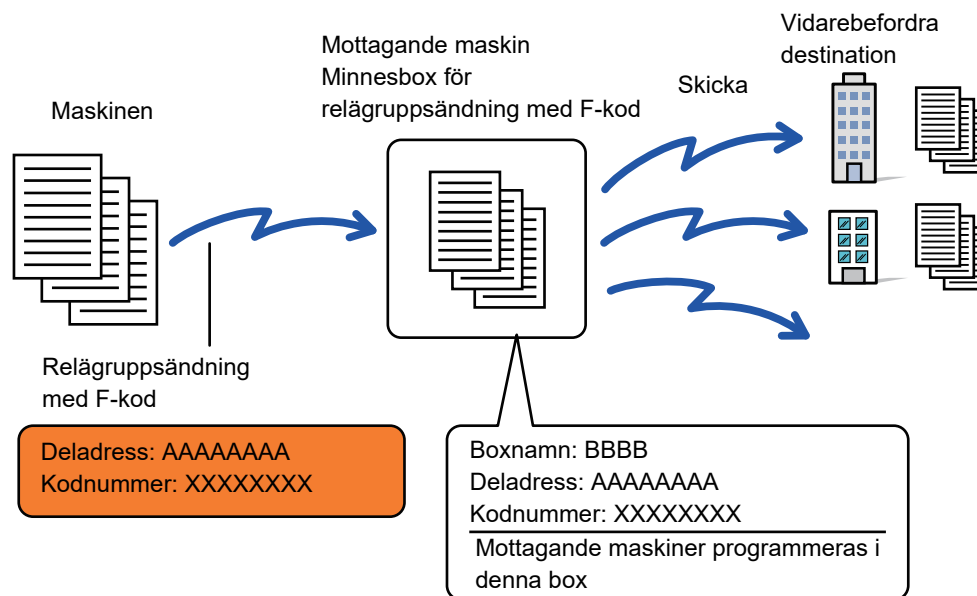 Maskinen
Mottagande maskin
Minnesbox för
relägruppsändning med F-kod
Skicka
Vidarebefordra
destination
Relägruppsändning
med F-kod
Deladress: AAAAAAAA
Kodnummer: XXXXXXXX
Boxnamn: BBBB
Deladress: AAAAAAAA
Kodnummer: XXXXXXXX
Mottagande maskiner programmeras i
denna box